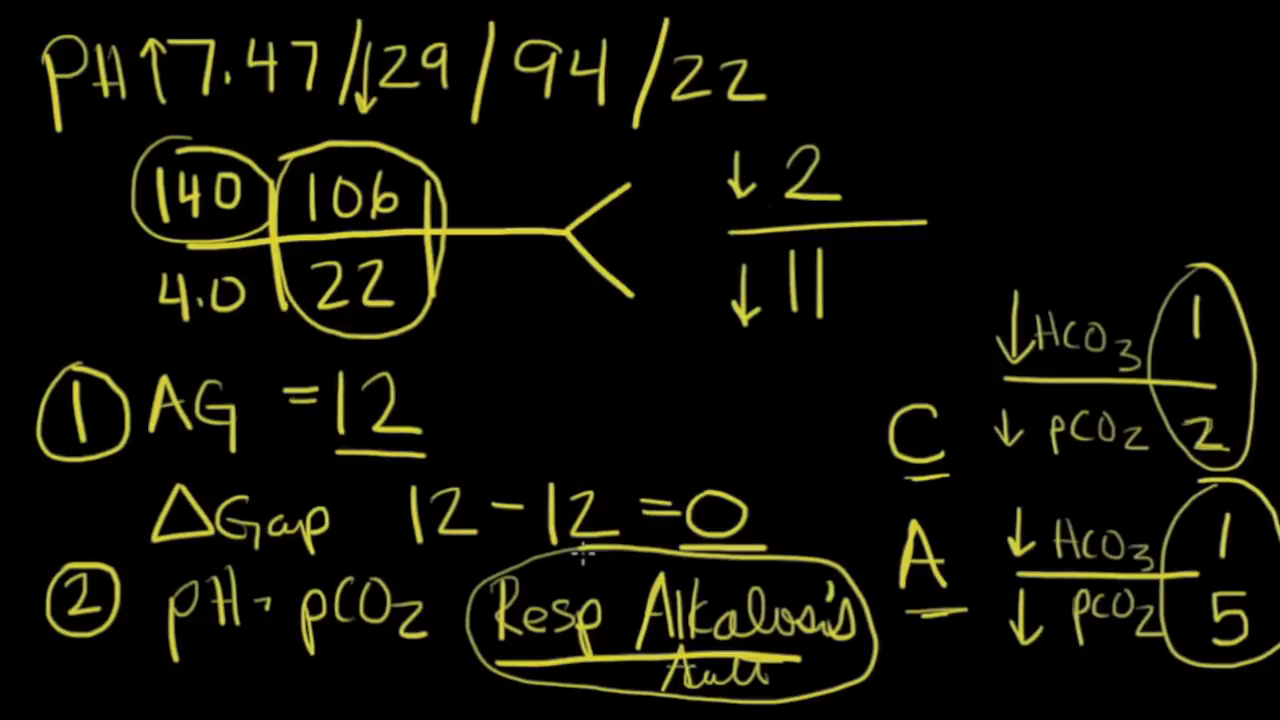 PH ↑ 7.47 / ↓ 29 / 94 / 22
140 106
4.0 22
↓ 2
↓ 11
① AG = 12
ΔGap 12 - 12 = 0
② pH - pCO2
Resp Alkalosis
C
↓ HCO3 1
↓ pCO2 2
A
↓ HCO3 1
↓ pCO2 5